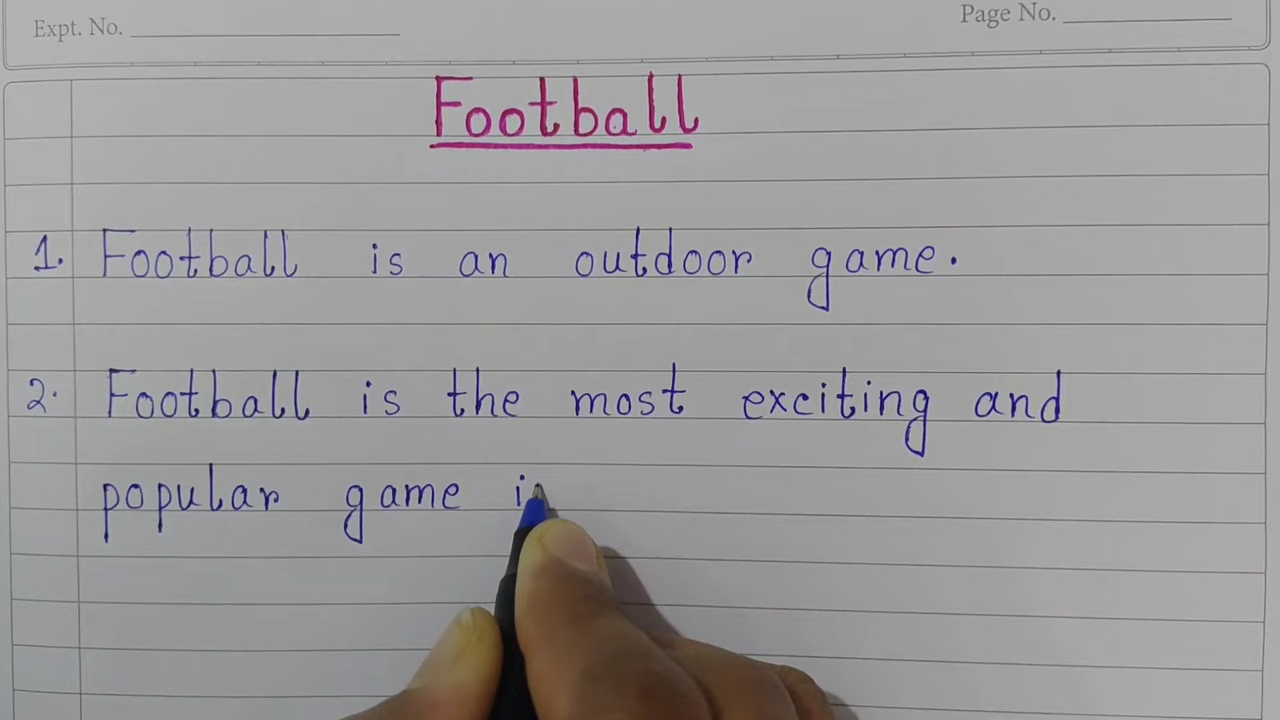 Expt. No.
Page No.
Football
1. Football is an outdoor game.
2. Football is the most exciting and
popular game